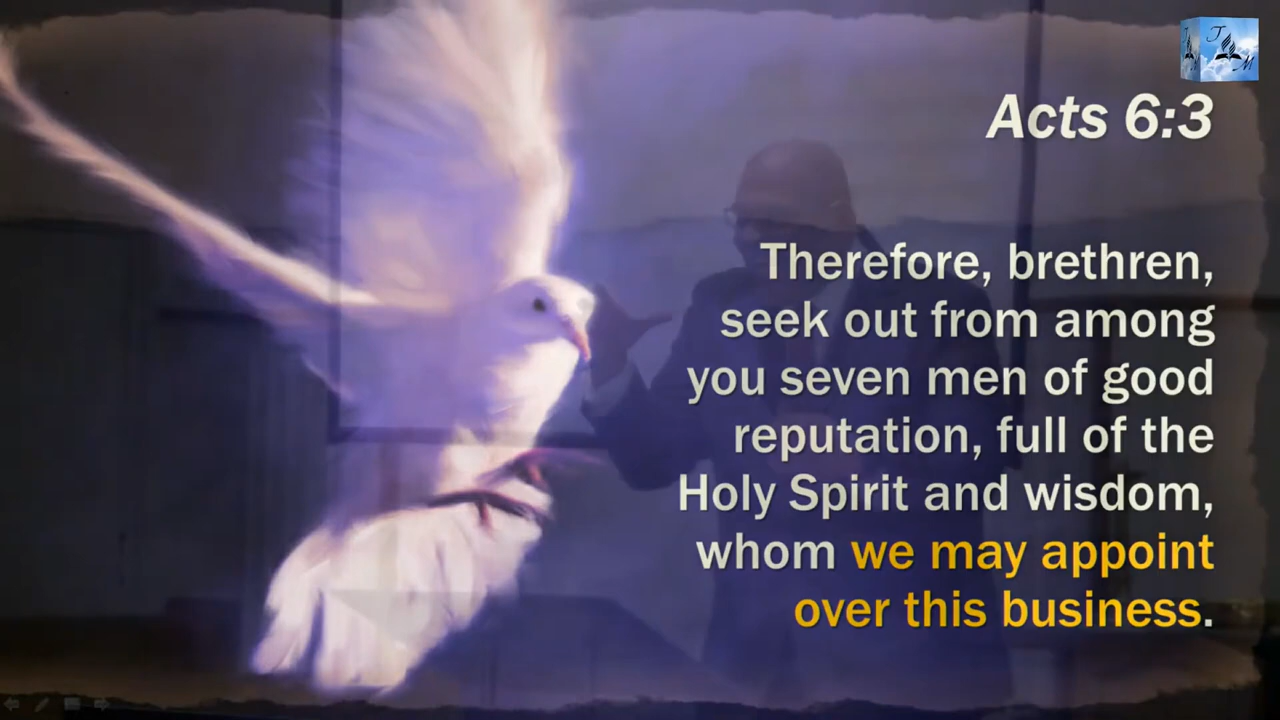 J M
Acts 6:3
Therefore, brethren,
seek out from among
you seven men of good
reputation, full of the
Holy Spirit and wisdom,
whom we may appoint
over this business.